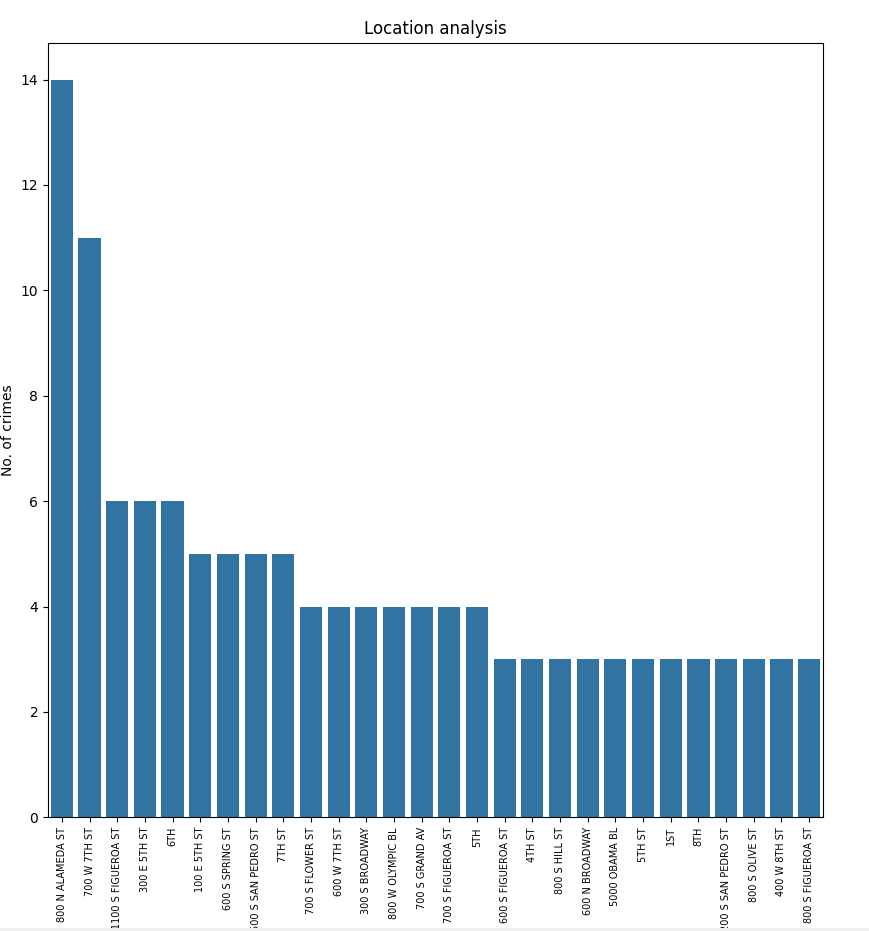 Location analysis
No. of crimes
14
12
10
8
6
4
2
0
800 N ALAMEDA ST
700 W 7TH ST
1100 S FIGUEROA ST
300 E 5TH ST
6TH
100 E 5TH ST
600 S SPRING ST
00 S SAN PEDRO ST
7TH ST
700 S FLOWER ST
600 W 7TH ST
300 S BROADWAY
800 W OLYMPIC BL
700 S GRAND AV
700 S FIGUEROA ST
5TH
600 S FIGUEROA ST
4TH ST
800 S HILL ST
600 N BROADWAY
5000 OBAMA BL
5TH ST
1ST
8TH
200 S SAN PEDRO ST
800 S OLIVE ST
400 W 8TH ST
800 S FIGUEROA ST